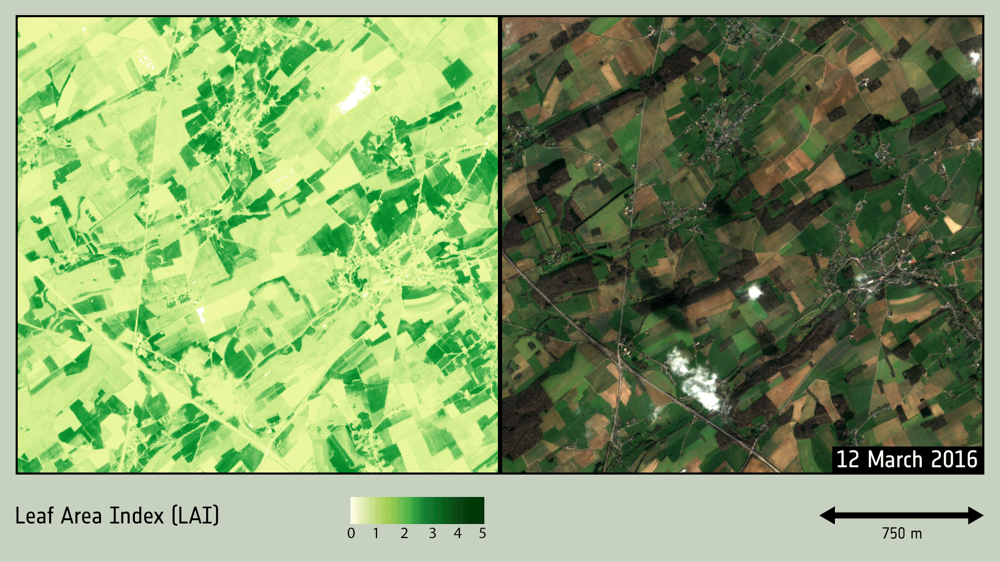 12 March 2016
Leaf Area Index (LAI)
0 1 2 3 4 5
750 m